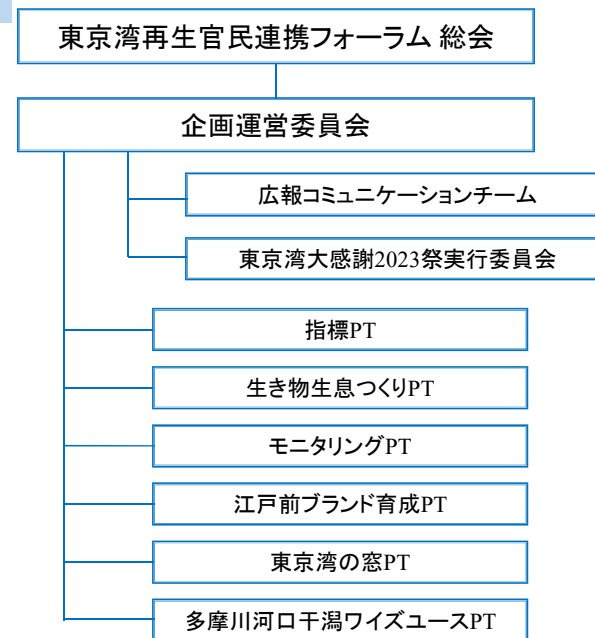 東京湾再生官民連携フォーラム 総会
企画運営委員会
広報コミュニケーションチーム
東京湾大感謝2023祭実行委員会
指標PT
生き物生息つくりPT
モニタリングPT
江戸前ブランド育成PT
東京湾の窓PT
多摩川河口干潟ワイズユースPT